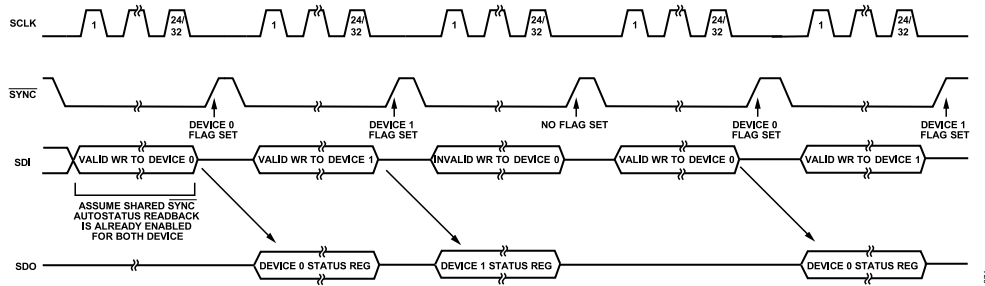 SCLK
1
24/
32
1
24/
32
1
24/
32
1
24/
32
1
24/
32
SYNC
DEVICE 0
FLAG SET
DEVICE 1
FLAG SET
NO FLAG SET
DEVICE 0
FLAG SET
DEVICE 1
FLAG SET
SDI
VALID WR TO DEVICE 0
VALID WR TO DEVICE 1
INVALID WR TO DEVICE 0
VALID WR TO DEVICE 0
VALID WR TO DEVICE 1
ASSUME SHARED SYNC
AUTOSTATUS READBACK
IS ALREADY ENABLED
FOR BOTH DEVICE
SDO
DEVICE 0 STATUS REG
DEVICE 1 STATUS REG
DEVICE 0 STATUS REG